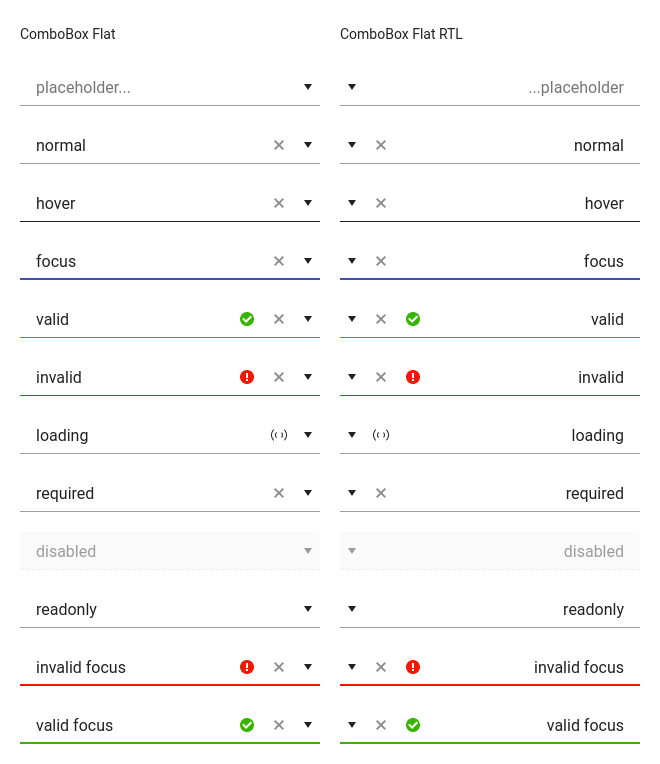 ComboBox Flat
ComboBox Flat RTL
placeholder...
...placeholder
normal
normal
hover
hover
focus
focus
valid
valid
invalid
invalid
loading
loading
required
required
disabled
disabled
readonly
readonly
invalid focus
invalid focus
valid focus
valid focus